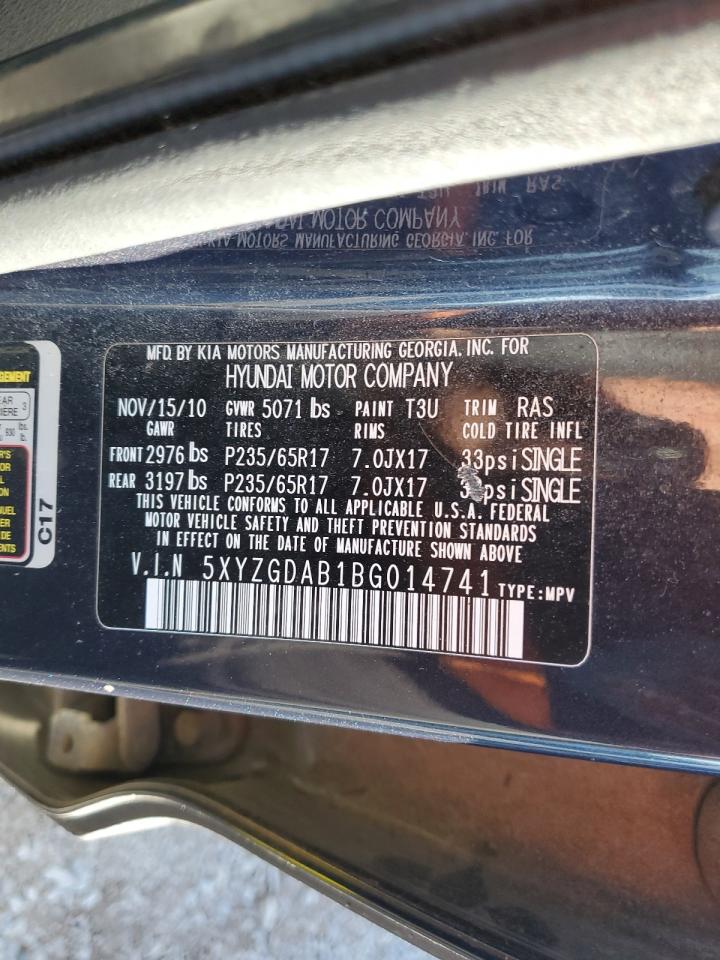 MFD. BY KIA MOTORS MANUFACTURING GEORGIA. INC. FOR
HYUNDAI MOTOR COMPANY
NOV/15/10 GVWR 5071 lbs PAINT T3U TRIM RAS
GAWR TIRES RIMS COLD TIRE INFL
FRONT 2976 lbs P235/65R17 7.0JX17 33psi SINGLE
REAR 3197 lbs P235/65R17 7.0JX17 SINGLE
THIS VEHICLE CONFORMS TO ALL APPLICABLE U.S.A. FEDERAL
MOTOR VEHICLE SAFETY AND THEFT PREVENTION STANDARDS
IN EFFECT ON THE DATE OF MANUFACTURE SHOWN ABOVE
V.I.N 5XYZGDAB1BG014741 TYPE:MPV
C17